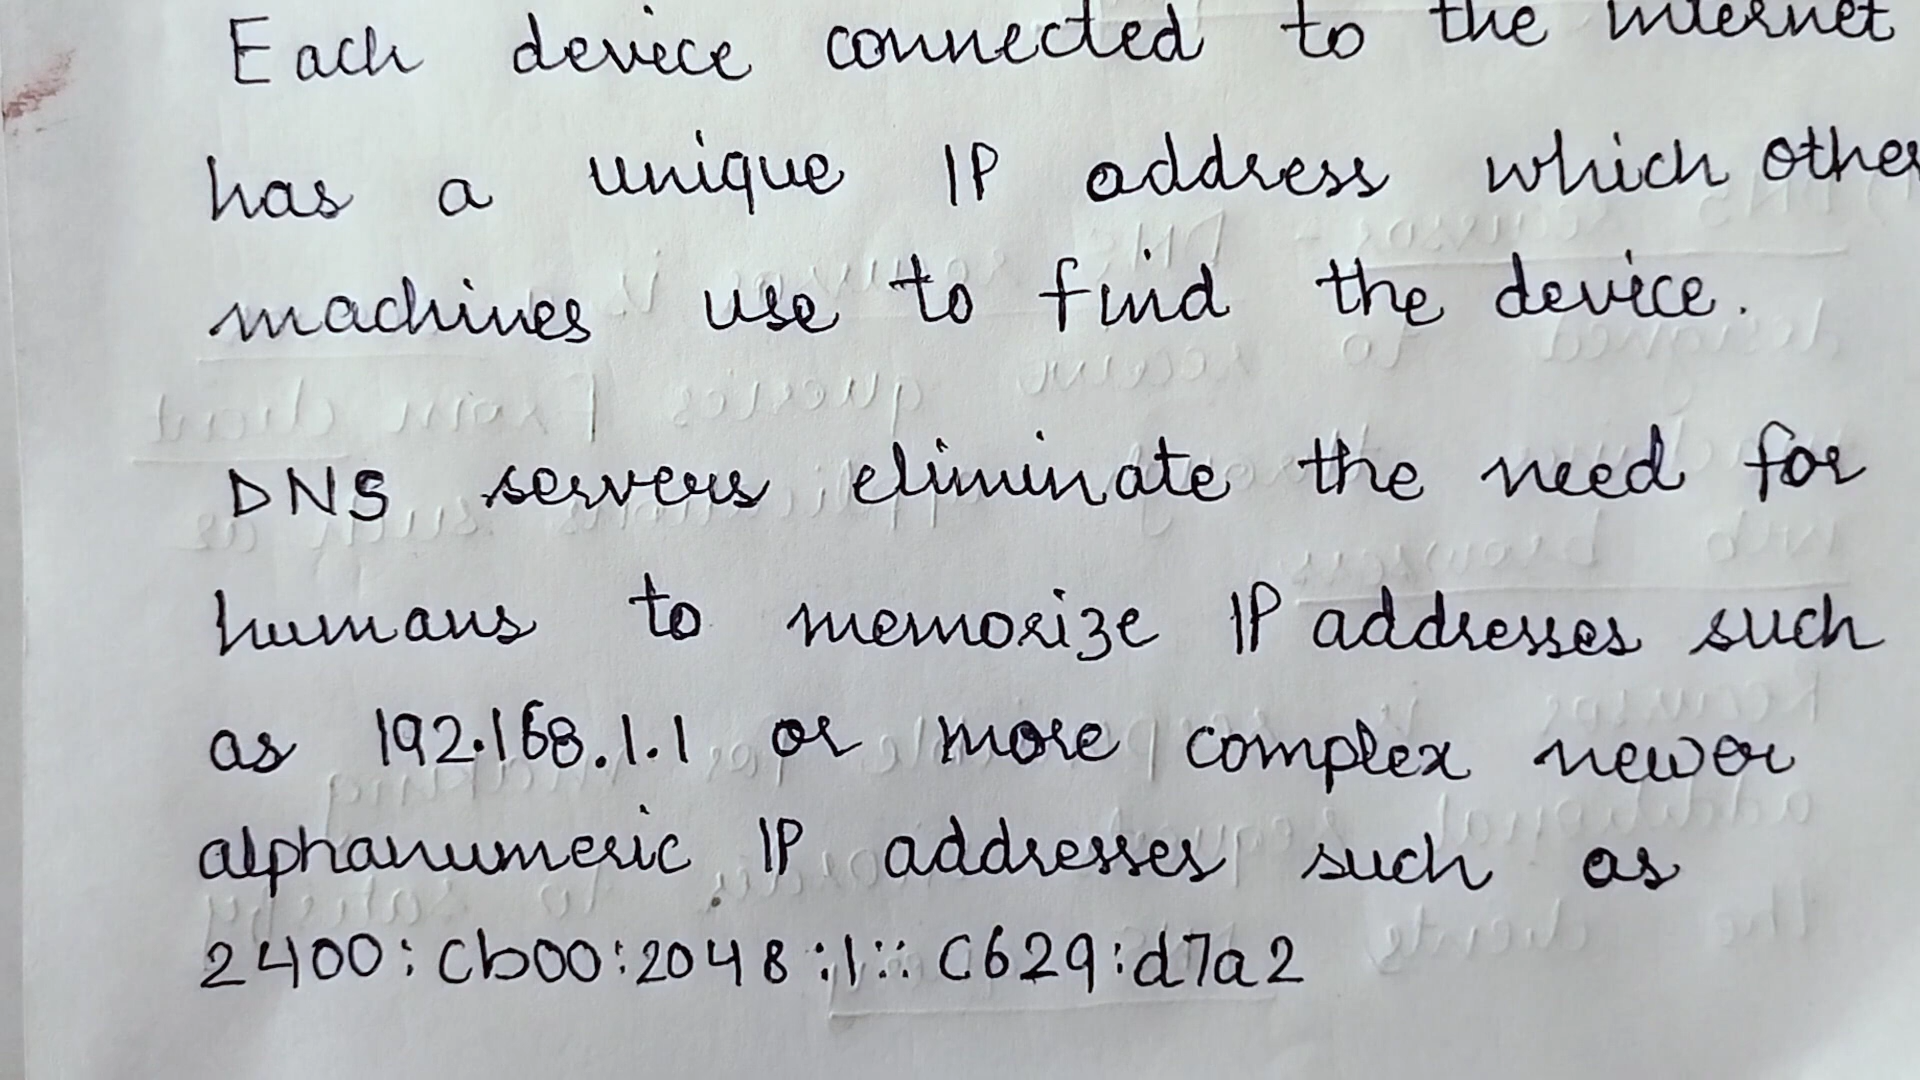 Each device connected to the internet
has a unique IP address which other
machines use to find the device.
DNS servers eliminate the need for
humans to memorize IP addresses such
as 192.168.1.1 or more complex newer
alphanumeric IP addresses such as
2400:cb00:2048:1::c629:d7a2